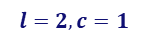 l = 2, c = 1